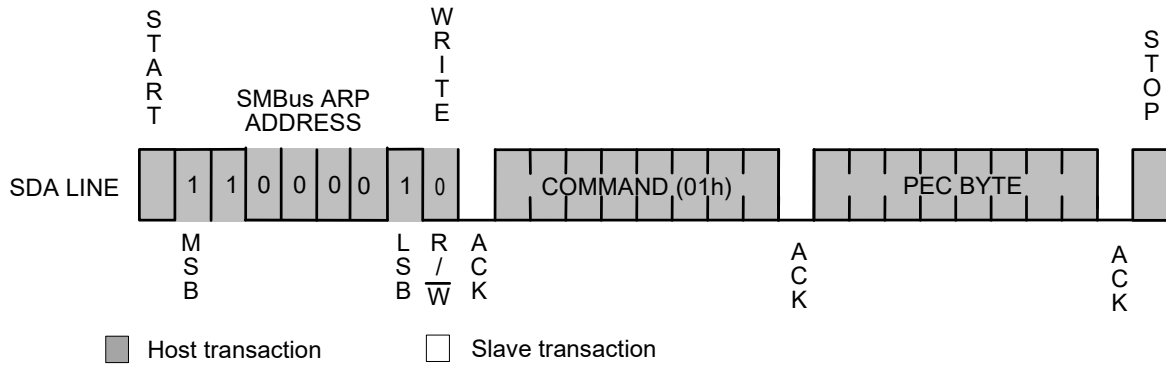 START
WRITE
STOP
SMBus ARP
ADDRESS
SDA LINE
1 1 0 0 0 0 1 0
COMMAND (01h)
PEC BYTE
MSB
LSB
R/W
ACK
ACK
ACK
Host transaction
Slave transaction